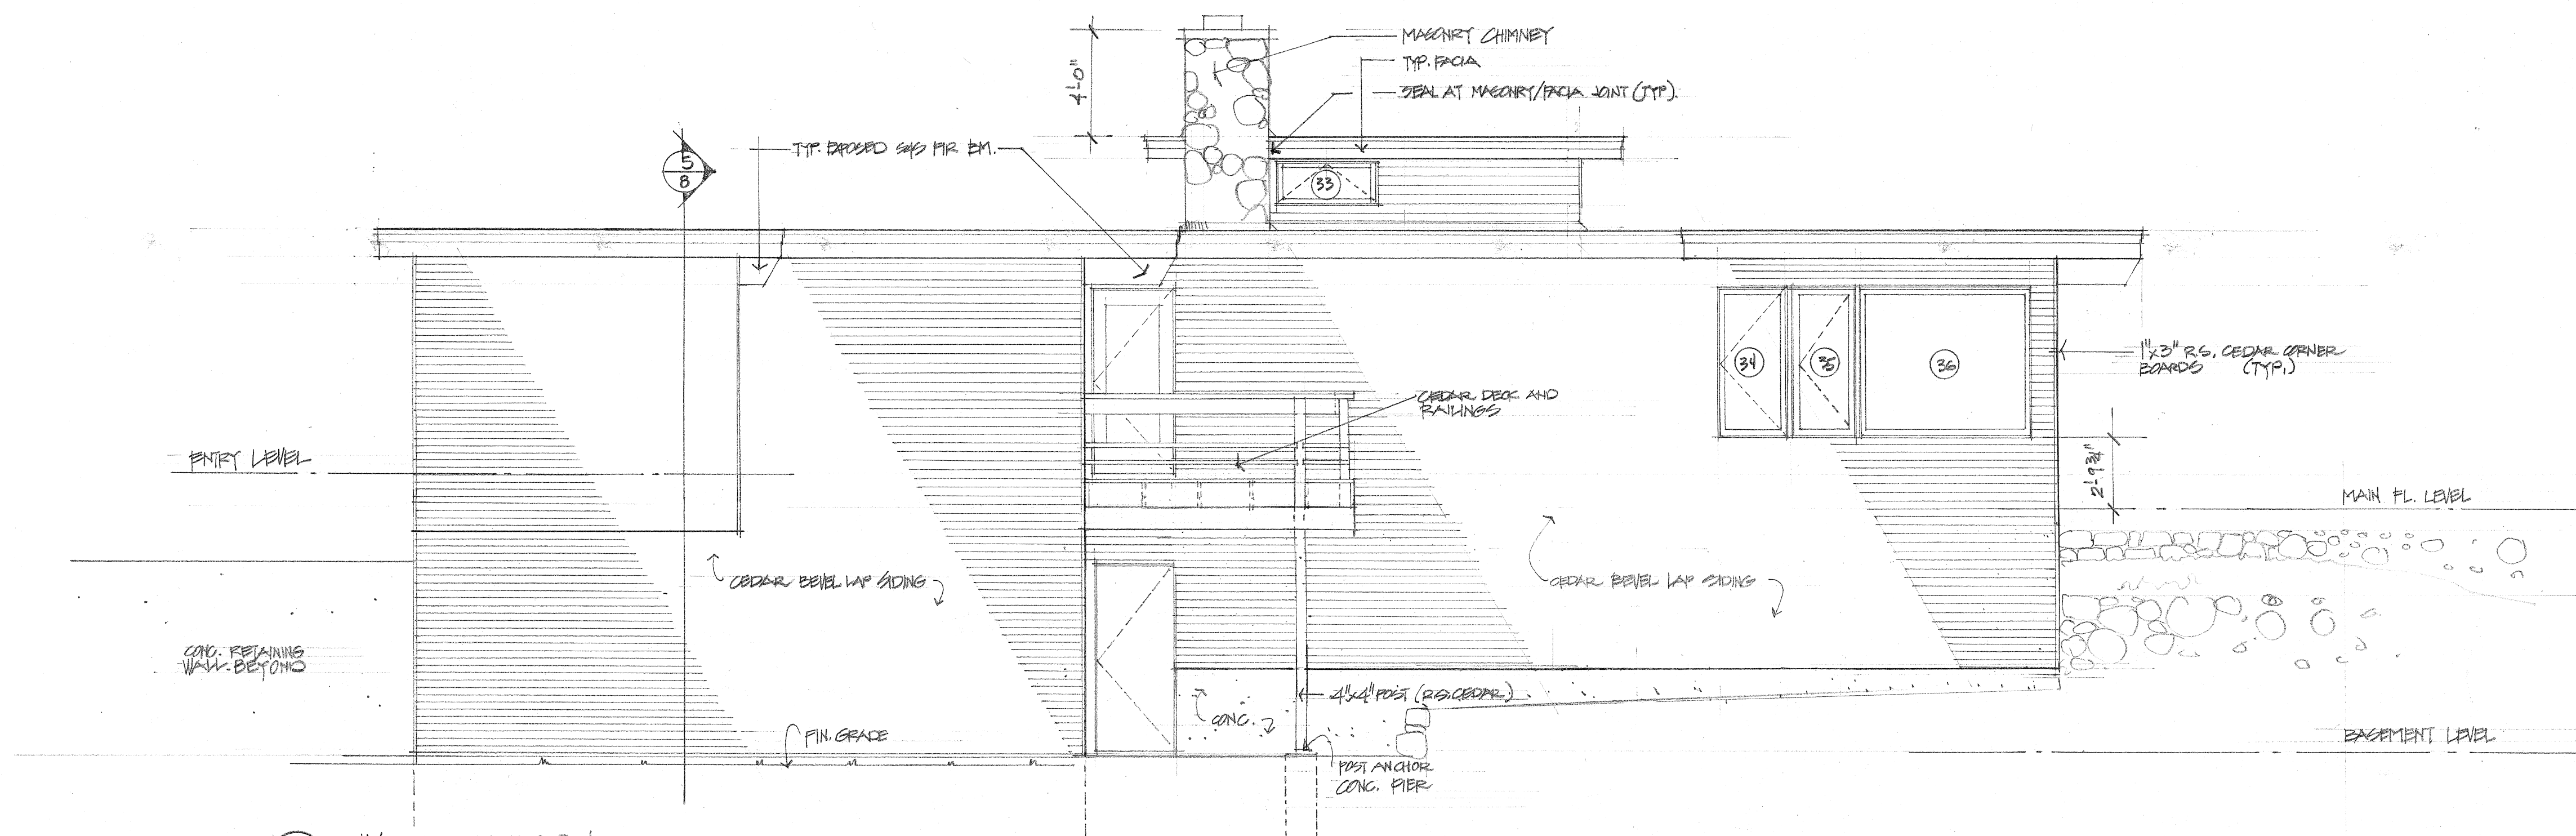 MASONRY CHIMNEY
TYP. FACIA
SEAL AT MASONRY/FACIA JOINT (TYP).
4'-0"
TYP. EXPOSED S4S FIR BM.
5
8
33
34
35
36
1"x3" R.S. CEDAR CORNER
BOARDS (TYP.)
CEDAR DECK AND
RAILINGS
ENTRY LEVEL
2'-9¾"
MAIN FL. LEVEL
CEDAR BEVEL LAP SIDING
CEDAR BEVEL LAP SIDING
CONC. RETAINING
WALL-BEYOND
4"x4" POST (R.S. CEDAR)
CONC.
FIN. GRADE
BASEMENT LEVEL
POST ANCHOR
CONC. PIER